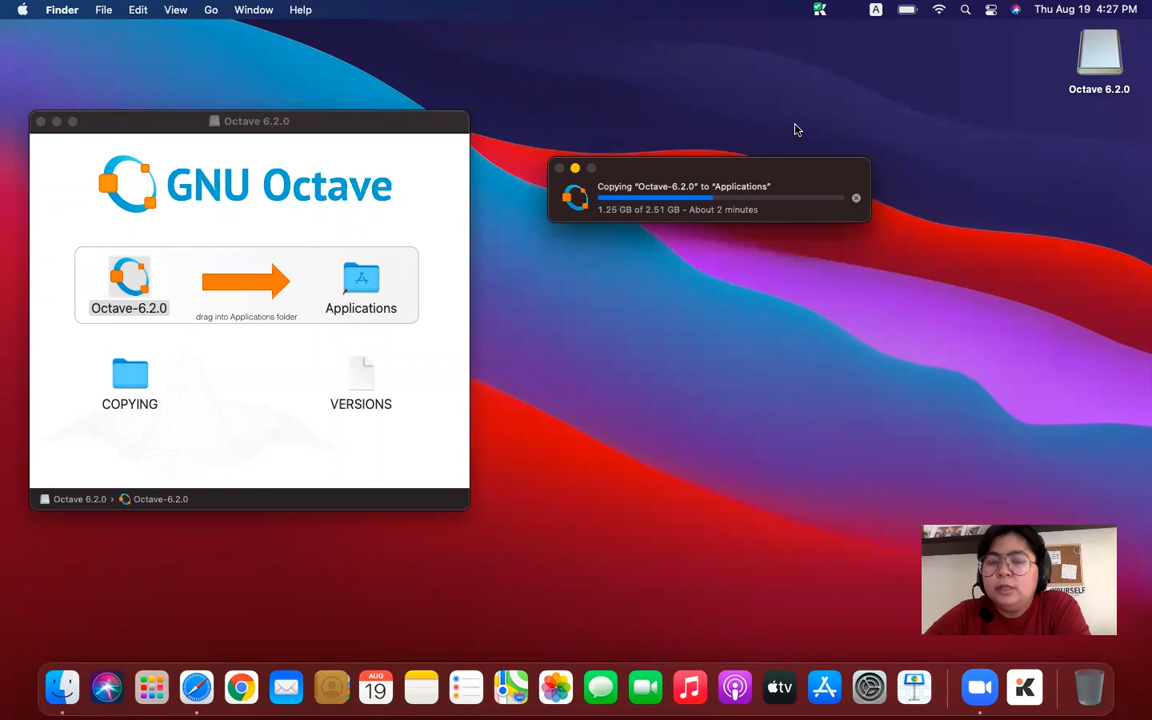 Finder File Edit View Go Window Help
A
Thu Aug 19 4:27 PM
Octave 6.2.0
Octave 6.2.0
GNU Octave
Copying "Octave-6.2.0" to "Applications"
1.25 GB of 2.51 GB - About 2 minutes
Octave-6.2.0
drag into Applications folder
Applications
COPYING
VERSIONS
Octave 6.2.0 › Octave-6.2.0
YOURSELF
AUG
19
tv